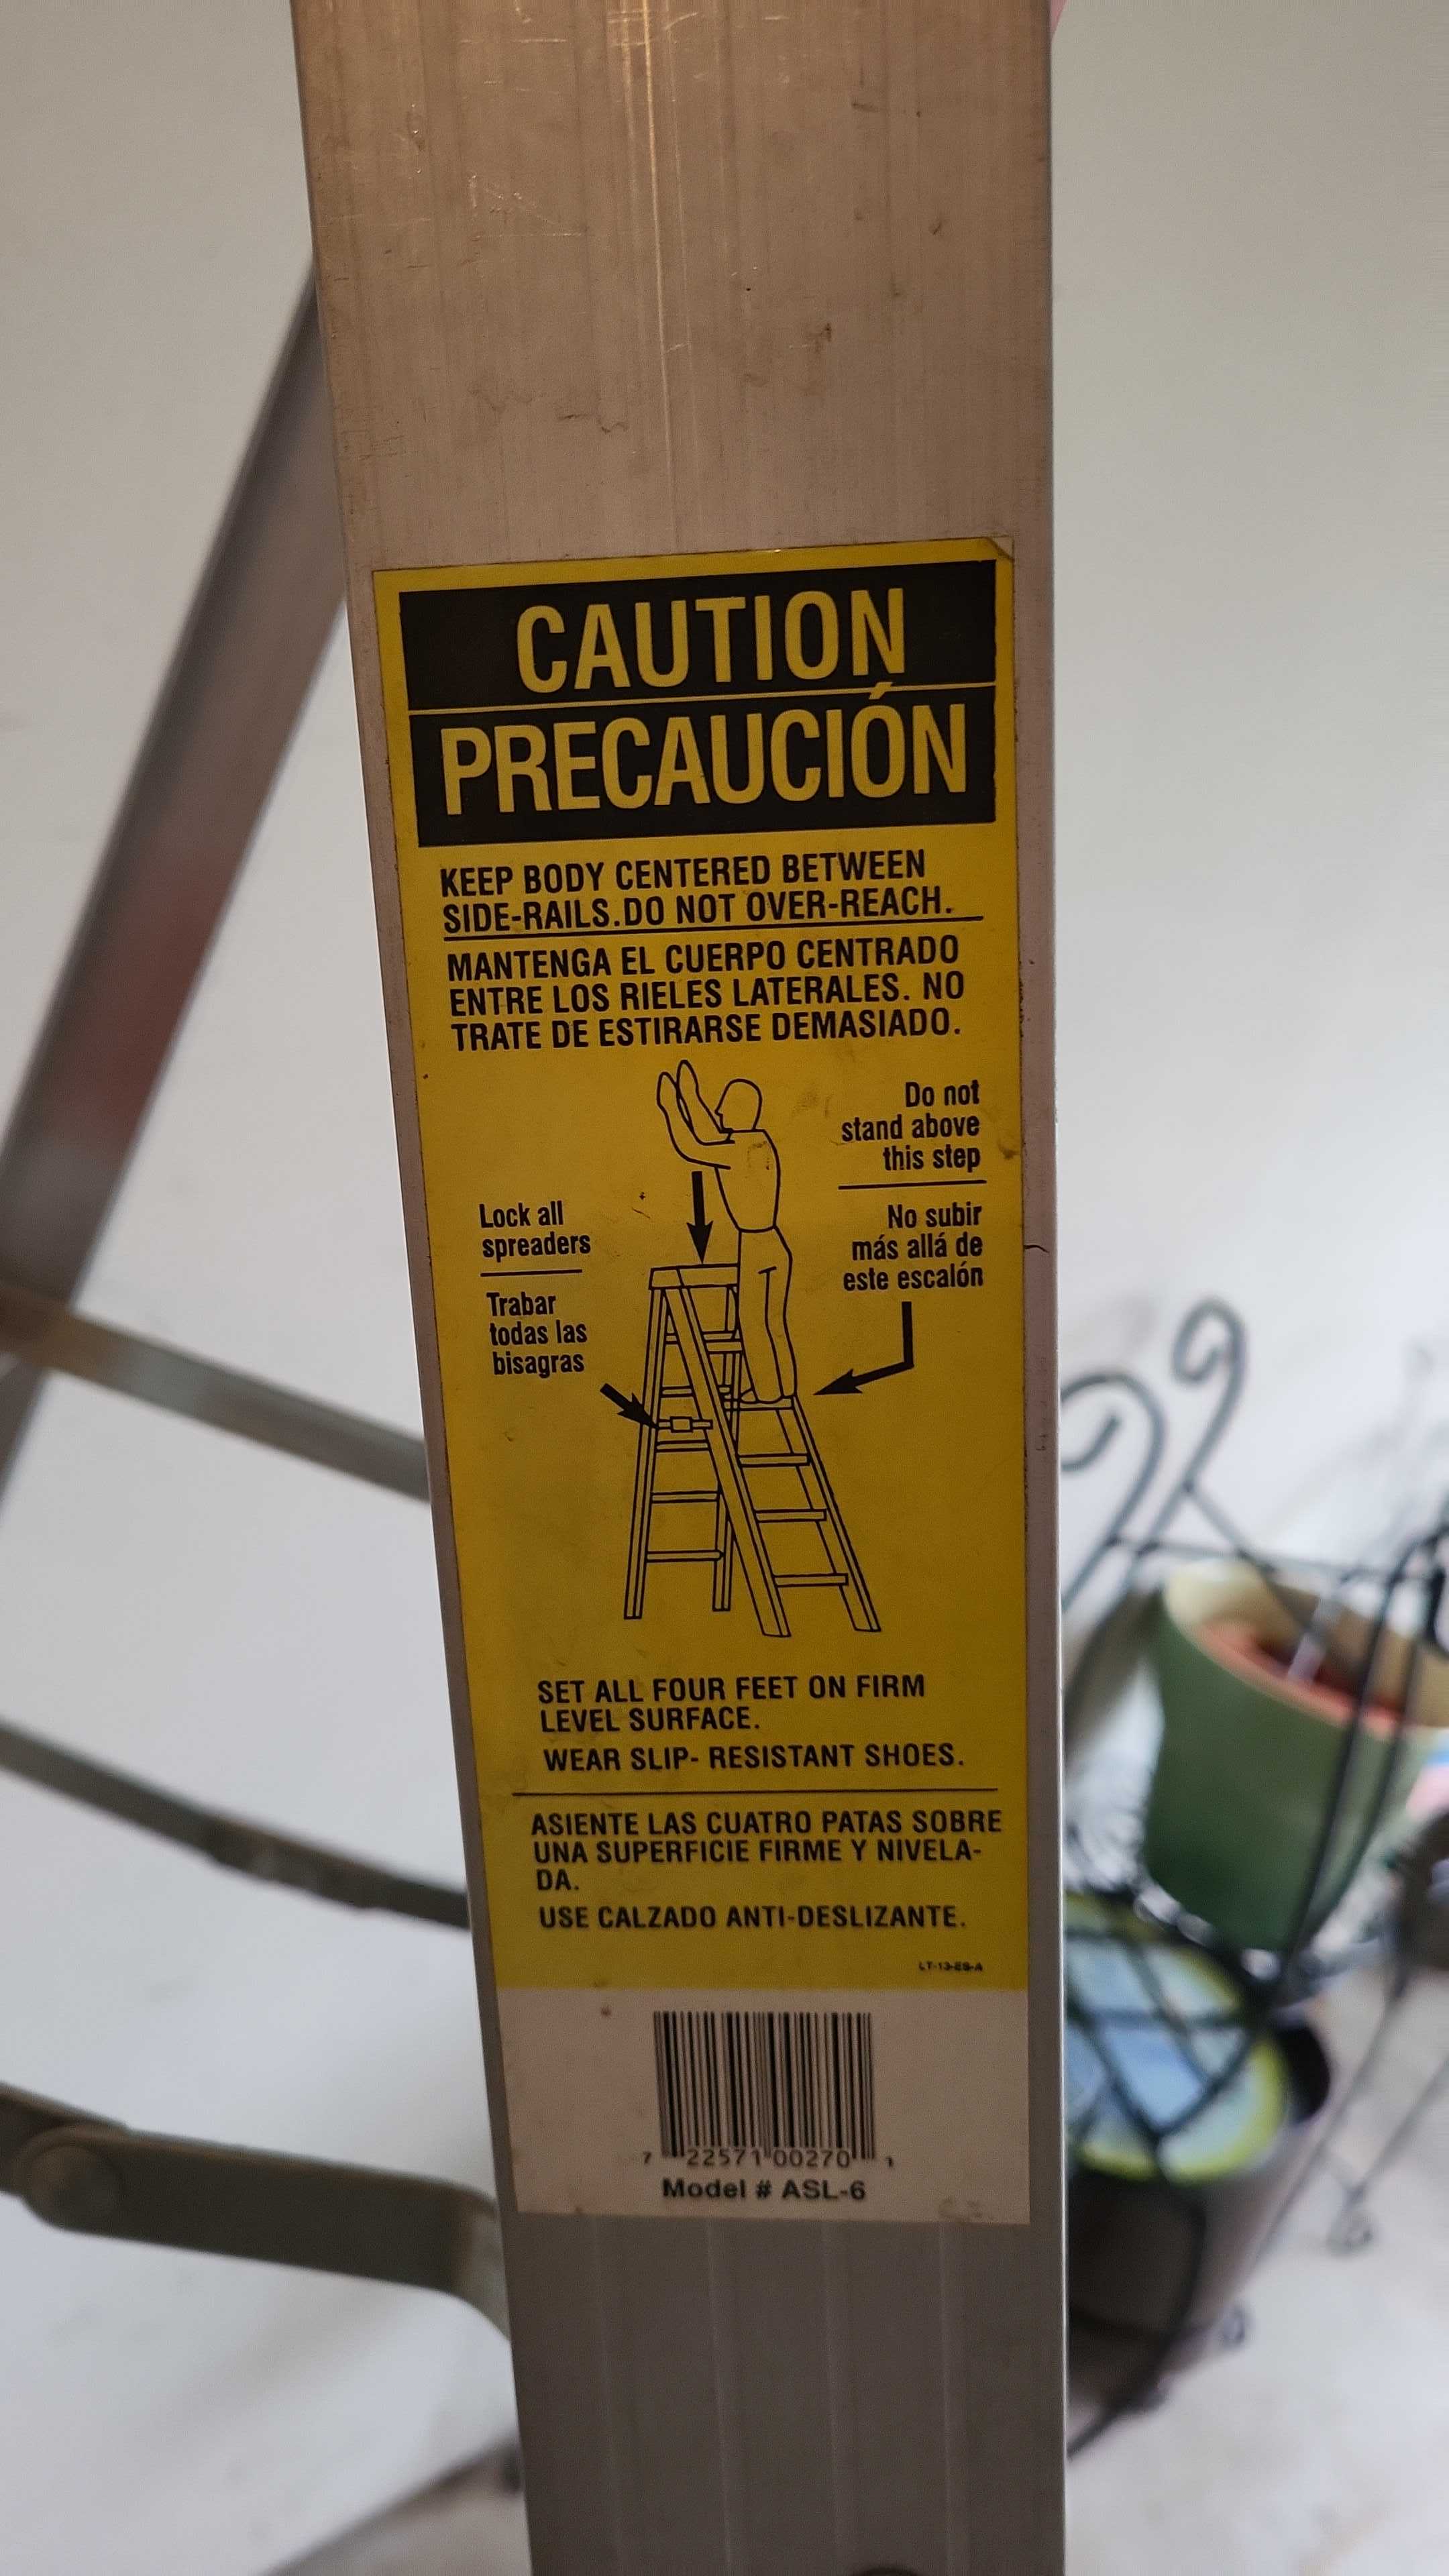 CAUTION
PRECAUCIÓN
KEEP BODY CENTERED BETWEEN
SIDE-RAILS.DO NOT OVER-REACH.
MANTENGA EL CUERPO CENTRADO
ENTRE LOS RIELES LATERALES. NO
TRATE DE ESTIRARSE DEMASIADO.
Do not
stand above
this step
No subir
más allá de
este escalón
Lock all
spreaders
Trabar
todas las
bisagras
SET ALL FOUR FEET ON FIRM
LEVEL SURFACE.
WEAR SLIP- RESISTANT SHOES.
ASIENTE LAS CUATRO PATAS SOBRE
UNA SUPERFICIE FIRME Y NIVELA-
DA.
USE CALZADO ANTI-DESLIZANTE.
LT-13-ES-A
7 22571 00270 1
Model # ASL-6